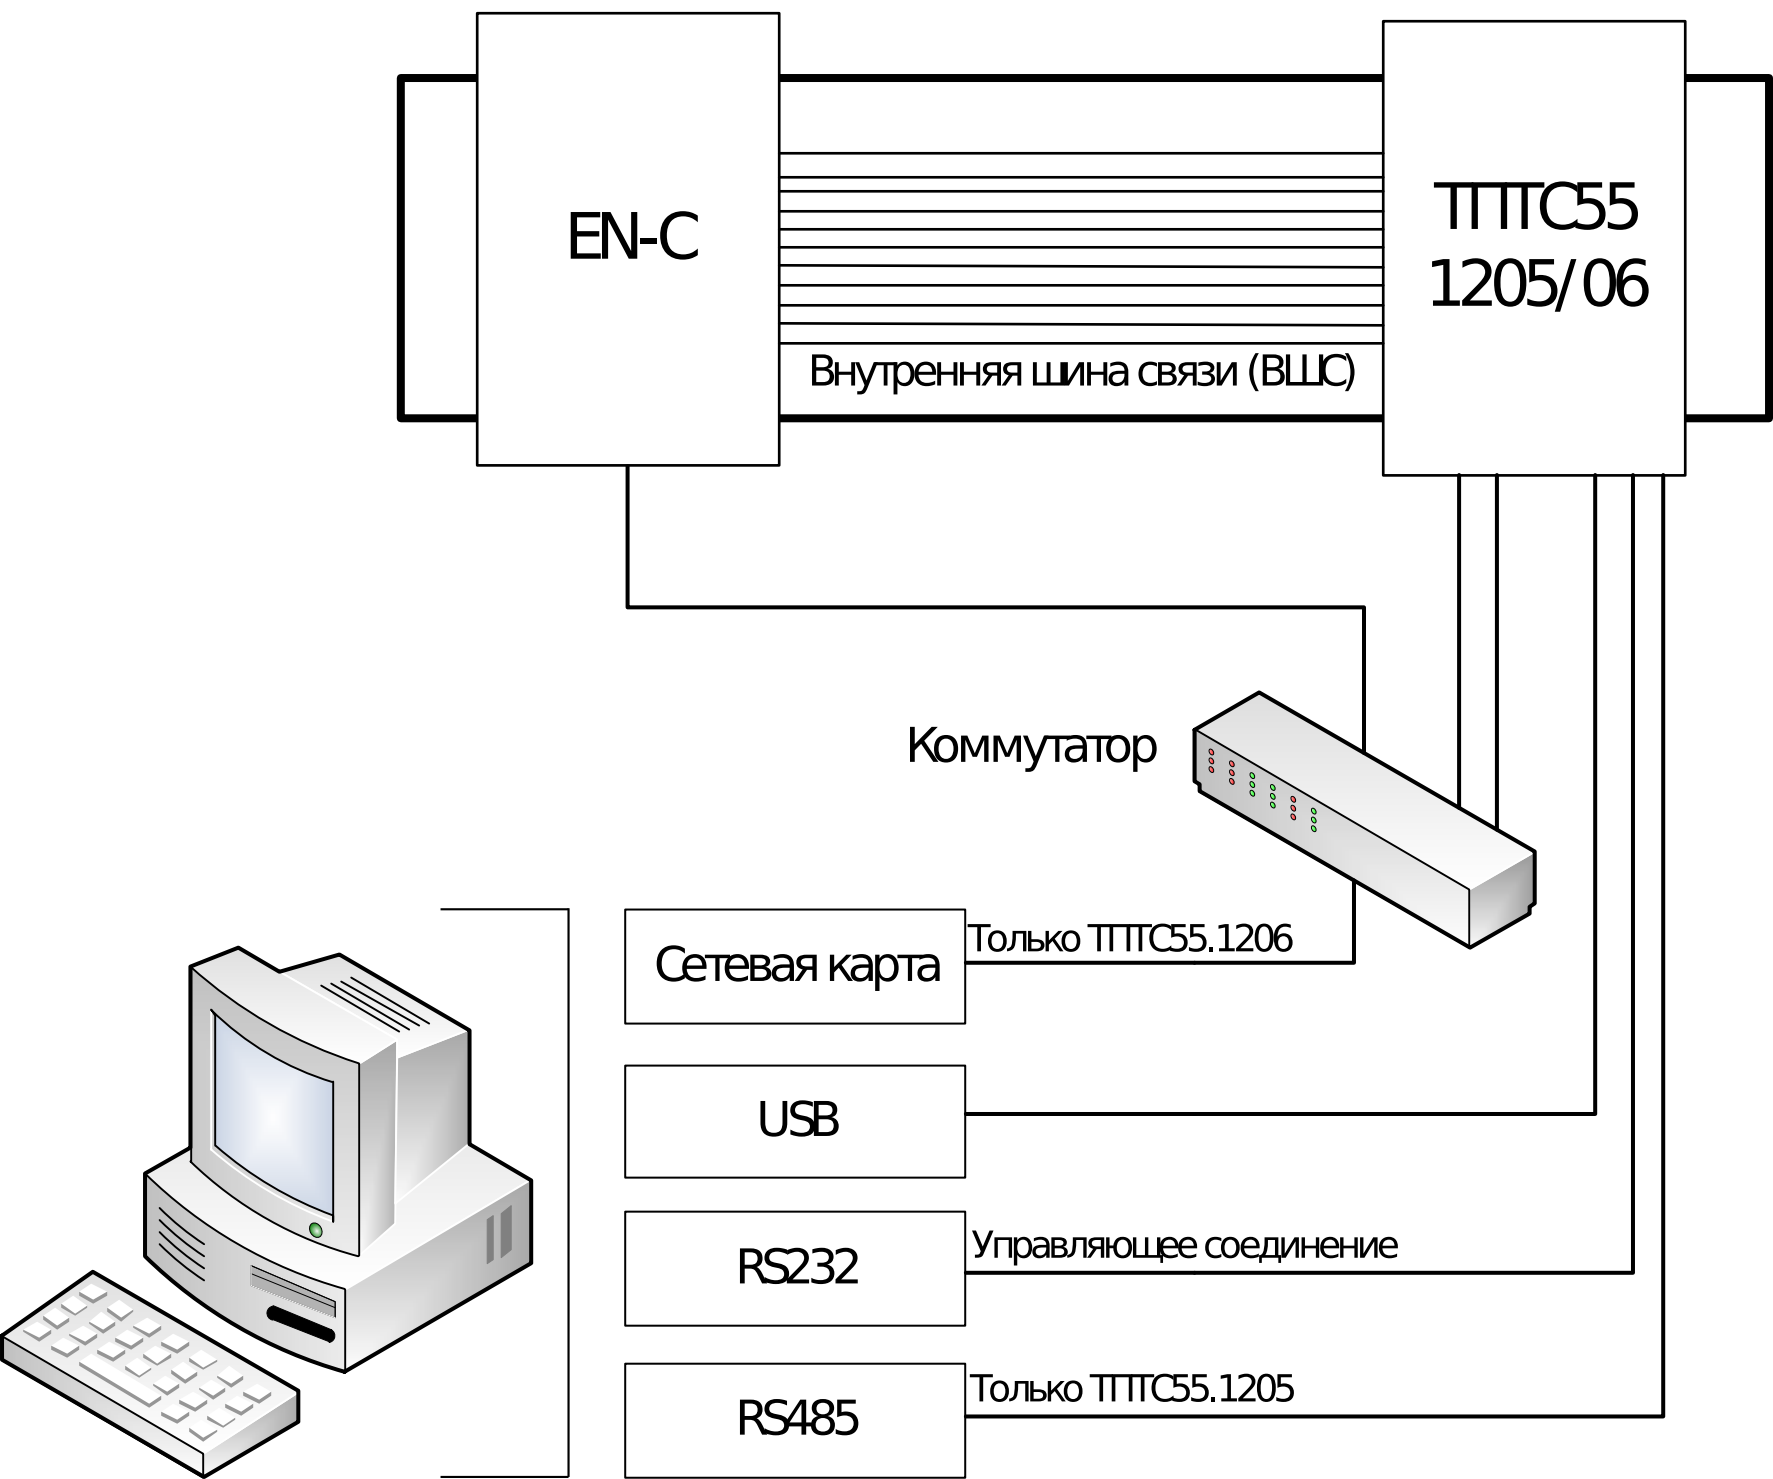 EN-C
ТПТС55
1205/06
Внутренняя шина связи (ВШС)
Коммутатор
Сетевая карта
Только ТПТС55.1206
USB
RS232
Управляющее соединение
RS485
Только ТПТС55.1205